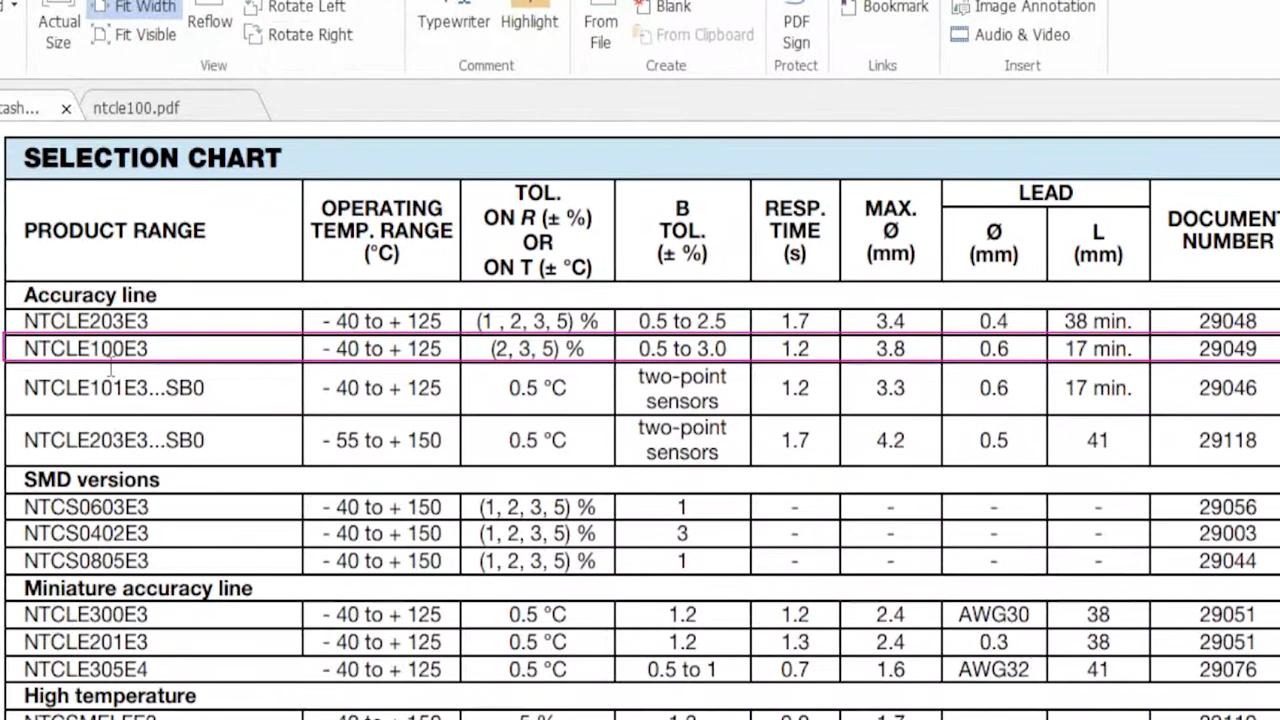 Fit Width
Rotate Left
Blank
Bookmark
Image Annotation
Actual
Size
Fit Visible
Reflow
Rotate Right
Typewriter
Highlight
From
File
From Clipboard
PDF
Sign
Audio & Video
View
Comment
Create
Protect
Links
Insert
tash...
ntcle100.pdf
SELECTION CHART
PRODUCT RANGE
OPERATING
TEMP. RANGE
(°C)
TOL.
ON R (± %)
OR
ON T (± °C)
B
TOL.
(± %)
RESP.
TIME
(s)
MAX.
Ø
(mm)
LEAD
Ø
(mm)
L
(mm)
DOCUMENT
NUMBER
Accuracy line
NTCLE203E3 - 40 to + 125 (1 , 2, 3, 5) % 0.5 to 2.5 1.7 3.4 0.4 38 min. 29048
NTCLE100E3 - 40 to + 125 (2, 3, 5) % 0.5 to 3.0 1.2 3.8 0.6 17 min. 29049
NTCLE101E3...SB0 - 40 to + 125 0.5 °C two-point
sensors 1.2 3.3 0.6 17 min. 29046
NTCLE203E3...SB0 - 55 to + 150 0.5 °C two-point
sensors 1.7 4.2 0.5 41 29118
SMD versions
NTCS0603E3 - 40 to + 150 (1, 2, 3, 5) % 1 - - - - 29056
NTCS0402E3 - 40 to + 150 (1, 2, 3, 5) % 3 - - - - 29003
NTCS0805E3 - 40 to + 150 (1, 2, 3, 5) % 1 - - - - 29044
Miniature accuracy line
NTCLE300E3 - 40 to + 125 0.5 °C 1.2 1.2 2.4 AWG30 38 29051
NTCLE201E3 - 40 to + 125 0.5 °C 1.2 1.3 2.4 0.3 38 29051
NTCLE305E4 - 40 to + 125 0.5 °C 0.5 to 1 0.7 1.6 AWG32 41 29076
High temperature